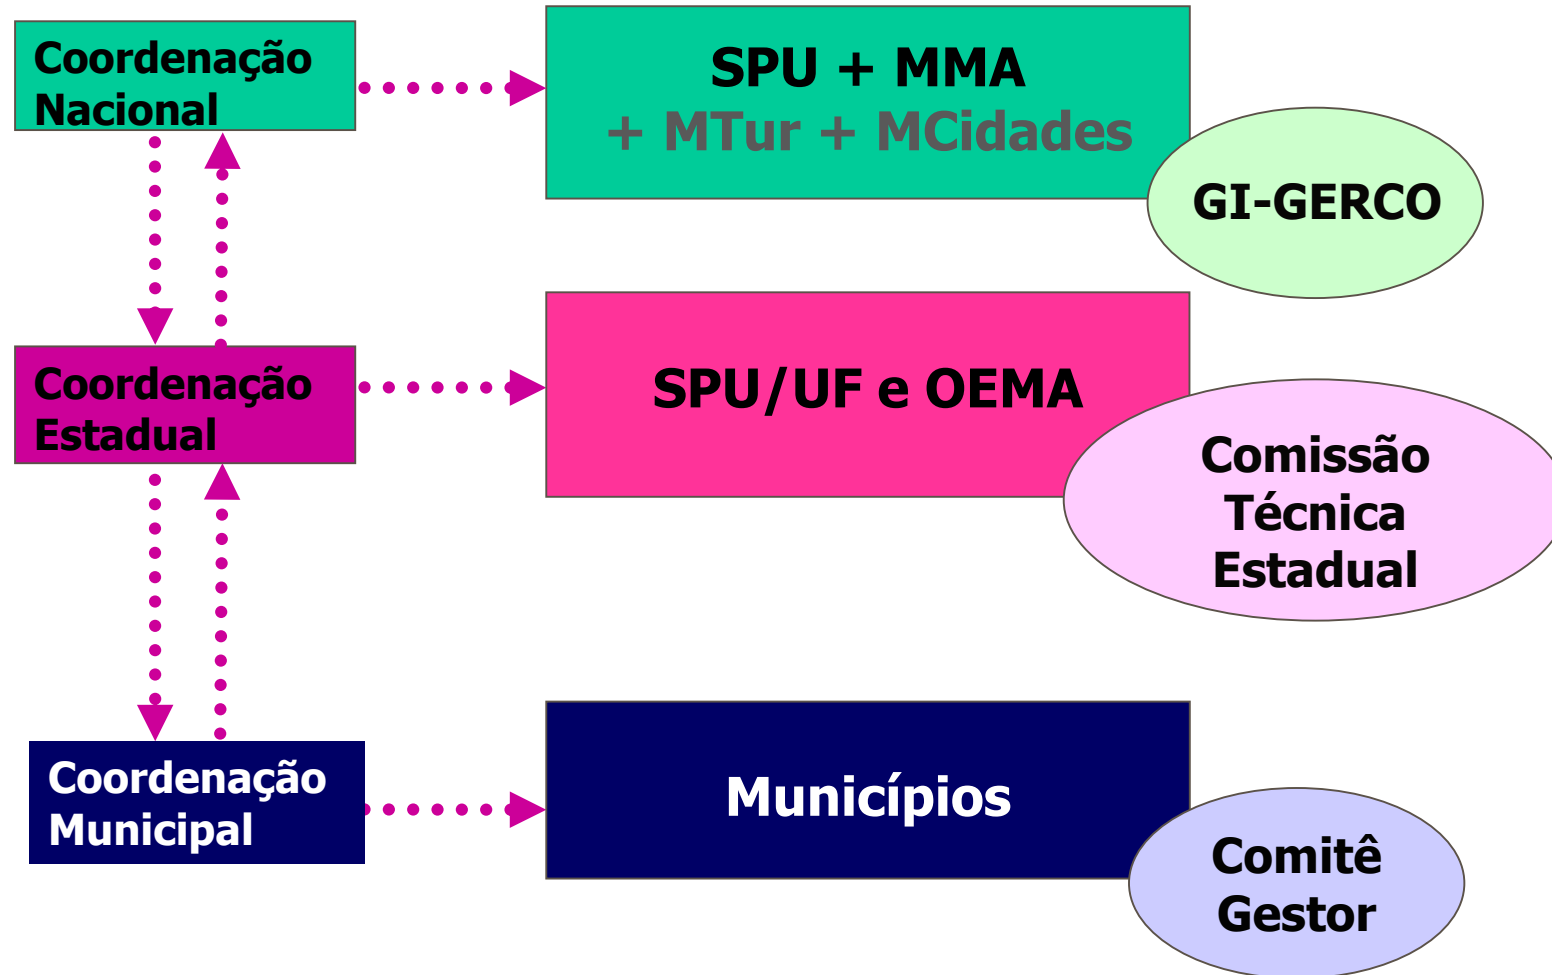 Coordenação
Nacional
SPU + MMA
+ MTur + MCidades
GI-GERCO
Coordenação
Estadual
SPU/UF e OEMA
Comissão
Técnica
Estadual
Coordenação
Municipal
Municípios
Comitê
Gestor